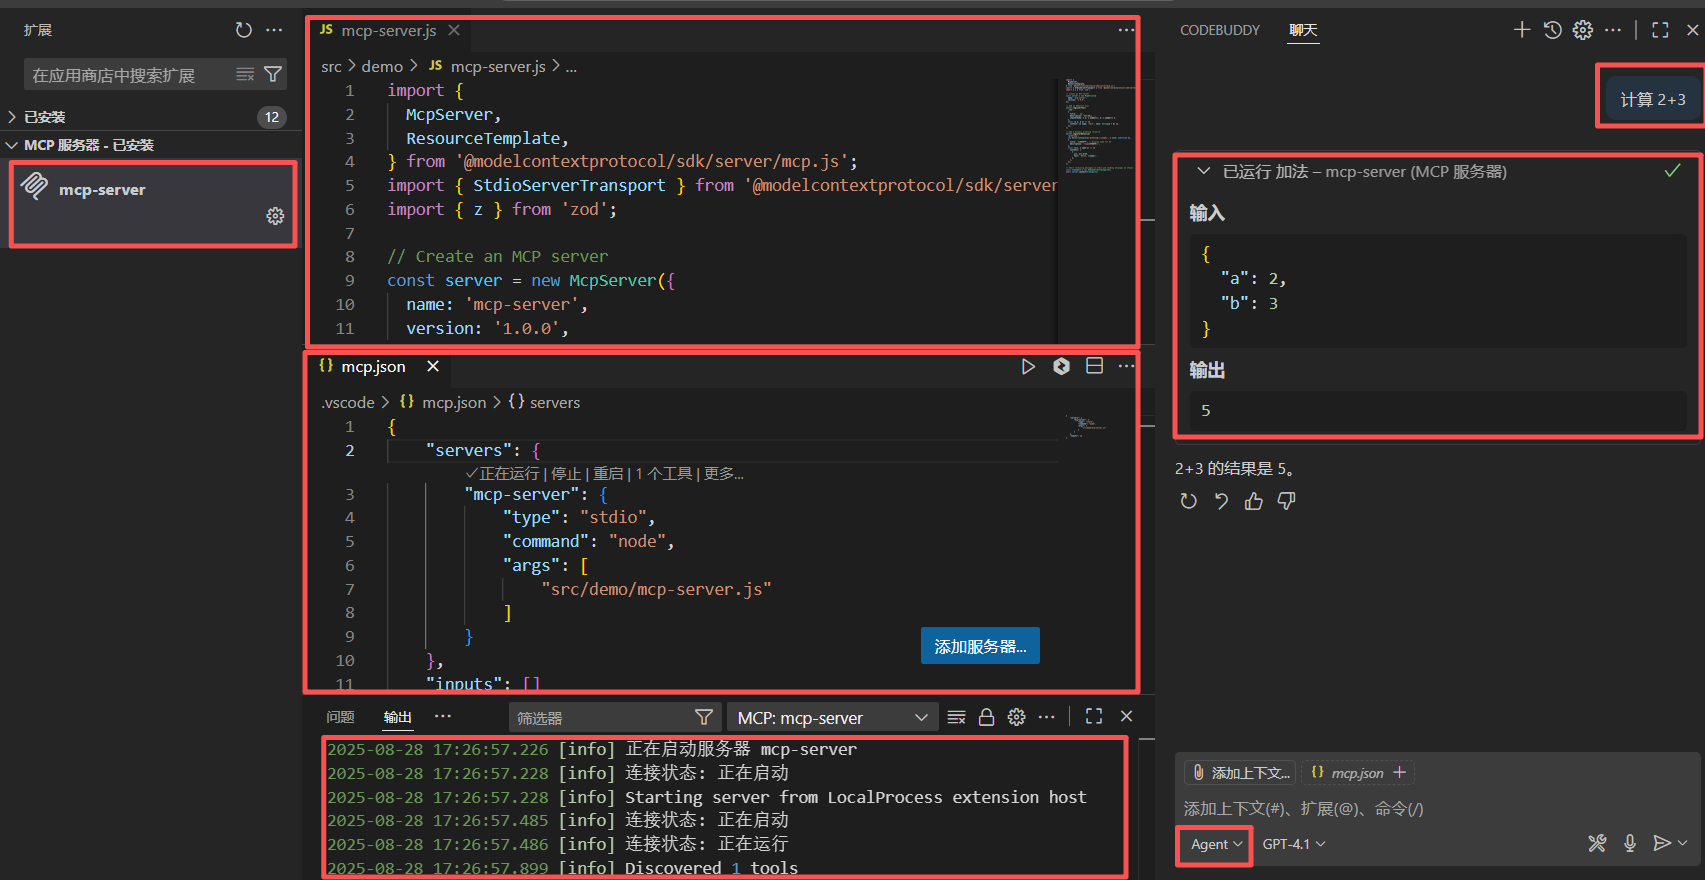 扩展
在应用商店中搜索扩展
已安装
12
MCP 服务器 - 已安装
mcp-server
JS mcp-server.js
src > demo > JS mcp-server.js > ...
1 import {
2 McpServer,
3 ResourceTemplate,
4 } from '@modelcontextprotocol/sdk/server/mcp.js';
5 import { StdioServerTransport } from '@modelcontextprotocol/sdk/server
6 import { z } from 'zod';
7
8 // Create an MCP server
9 const server = new McpServer({
10 name: 'mcp-server',
11 version: '1.0.0',
{} mcp.json
.vscode > {} mcp.json > {} servers
1 {
2 "servers": {
✓正在运行 | 停止 | 重启 | 1 个工具 | 更多...
3 "mcp-server": {
4 "type": "stdio",
5 "command": "node",
6 "args": [
7 "src/demo/mcp-server.js"
8 ]
9 }
10 },
11 "inputs": []
添加服务器...
问题 输出 ···
筛选器
MCP: mcp-server
2025-08-28 17:26:57.226 [info] 正在启动服务器 mcp-server
2025-08-28 17:26:57.228 [info] 连接状态: 正在启动
2025-08-28 17:26:57.228 [info] Starting server from LocalProcess extension host
2025-08-28 17:26:57.485 [info] 连接状态: 正在启动
2025-08-28 17:26:57.486 [info] 连接状态: 正在运行
2025-08-28 17:26:57.899 [info] Discovered 1 tools
CODEBUDDY 聊天
计算 2+3
已运行 加法 – mcp-server (MCP 服务器)
输入
{
"a": 2,
"b": 3
}
输出
5
2+3 的结果是 5。
添加上下文...
{} mcp.json +
添加上下文(#)、扩展(@)、命令(/)
Agent
GPT-4.1